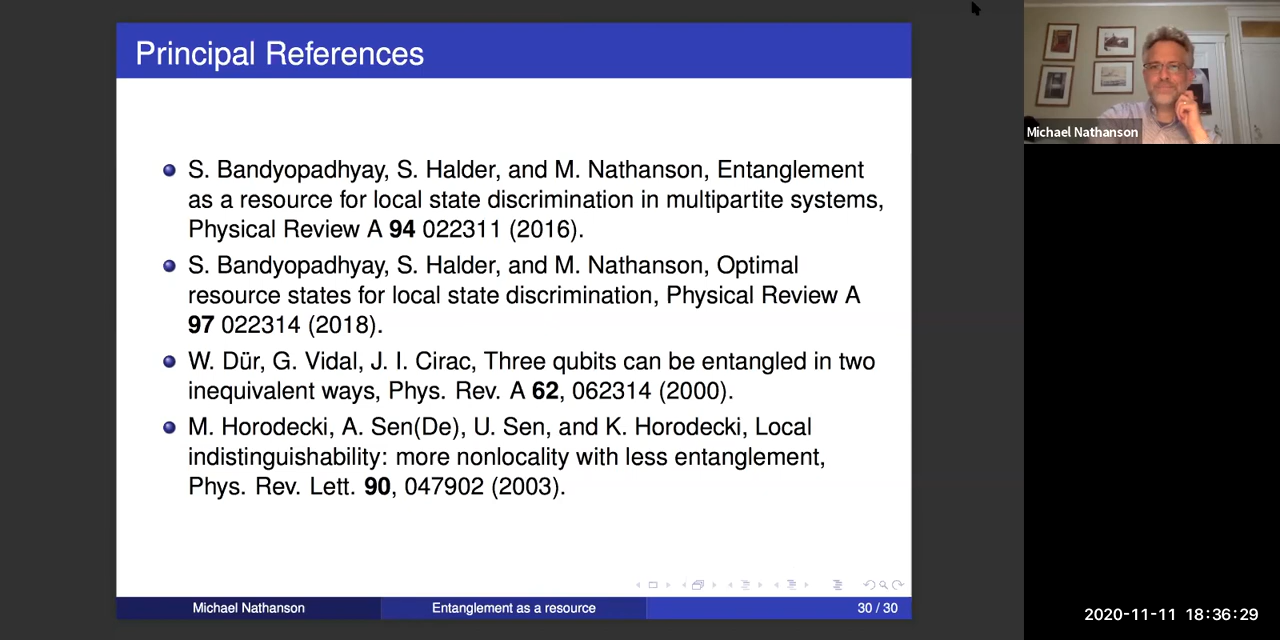 Principal References
S. Bandyopadhyay, S. Halder, and M. Nathanson, Entanglement
as a resource for local state discrimination in multipartite systems,
Physical Review A 94 022311 (2016).
S. Bandyopadhyay, S. Halder, and M. Nathanson, Optimal
resource states for local state discrimination, Physical Review A
97 022314 (2018).
W. Dür, G. Vidal, J. I. Cirac, Three qubits can be entangled in two
inequivalent ways, Phys. Rev. A 62, 062314 (2000).
M. Horodecki, A. Sen(De), U. Sen, and K. Horodecki, Local
indistinguishability: more nonlocality with less entanglement,
Phys. Rev. Lett. 90, 047902 (2003).
Michael Nathanson
Entanglement as a resource
30 / 30
Michael Nathanson
2020-11-11 18:36:29